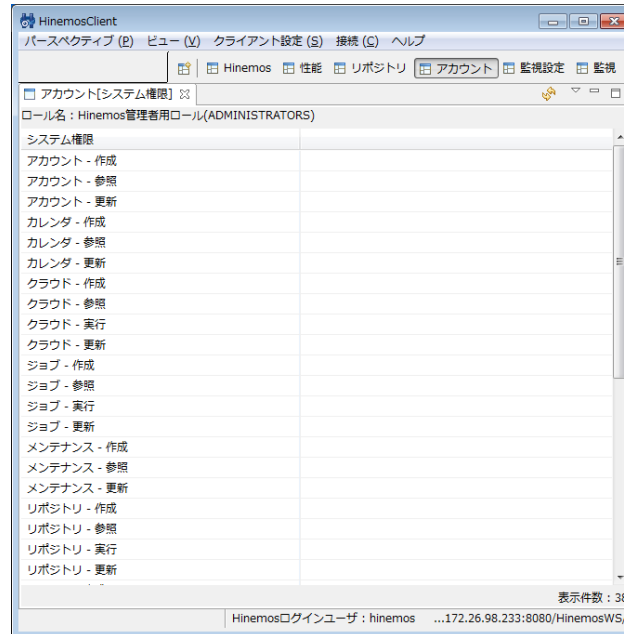 HinemosClient
パースペクティブ (P) ビュー (V) クライアント設定 (S) 接続 (C) ヘルプ
Hinemos 性能 リポジトリ アカウント 監視設定 監視
アカウント[システム権限]
ロール名：Hinemos管理者用ロール(ADMINISTRATORS)
システム権限
アカウント - 作成
アカウント - 参照
アカウント - 更新
カレンダ - 作成
カレンダ - 参照
カレンダ - 更新
クラウド - 作成
クラウド - 参照
クラウド - 実行
クラウド - 更新
ジョブ - 作成
ジョブ - 参照
ジョブ - 実行
ジョブ - 更新
メンテナンス - 作成
メンテナンス - 参照
メンテナンス - 更新
リポジトリ - 作成
リポジトリ - 参照
リポジトリ - 実行
リポジトリ - 更新
表示件数：38
Hinemosログインユーザ：hinemos ...172.26.98.233:8080/HinemosWS/